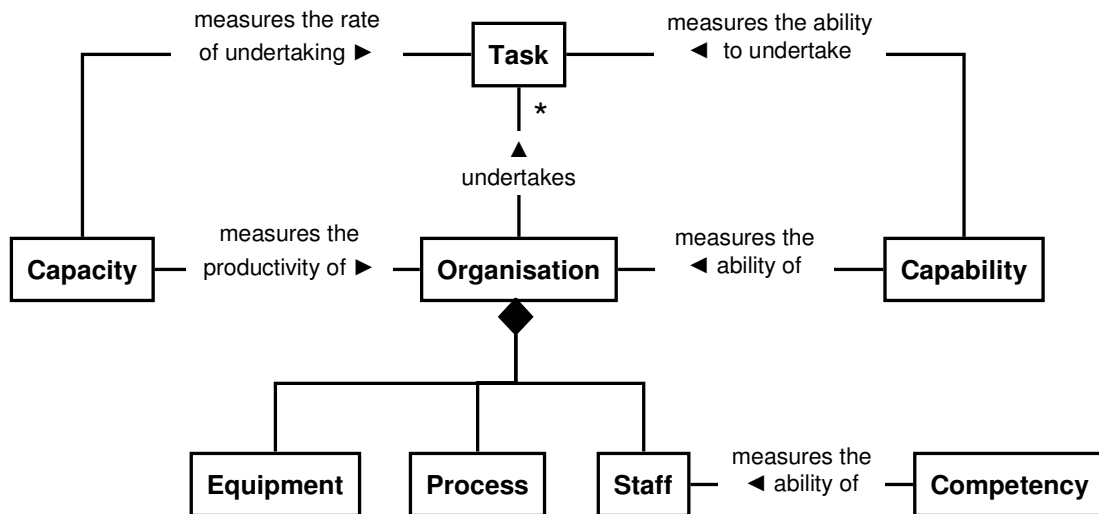 measures the rate
of undertaking ►
Task
measures the ability
◄ to undertake
*
▲
undertakes
Capacity
measures the
productivity of ►
Organisation
measures the
◄ ability of
Capability
Equipment
Process
Staff
measures the
◄ ability of
Competency